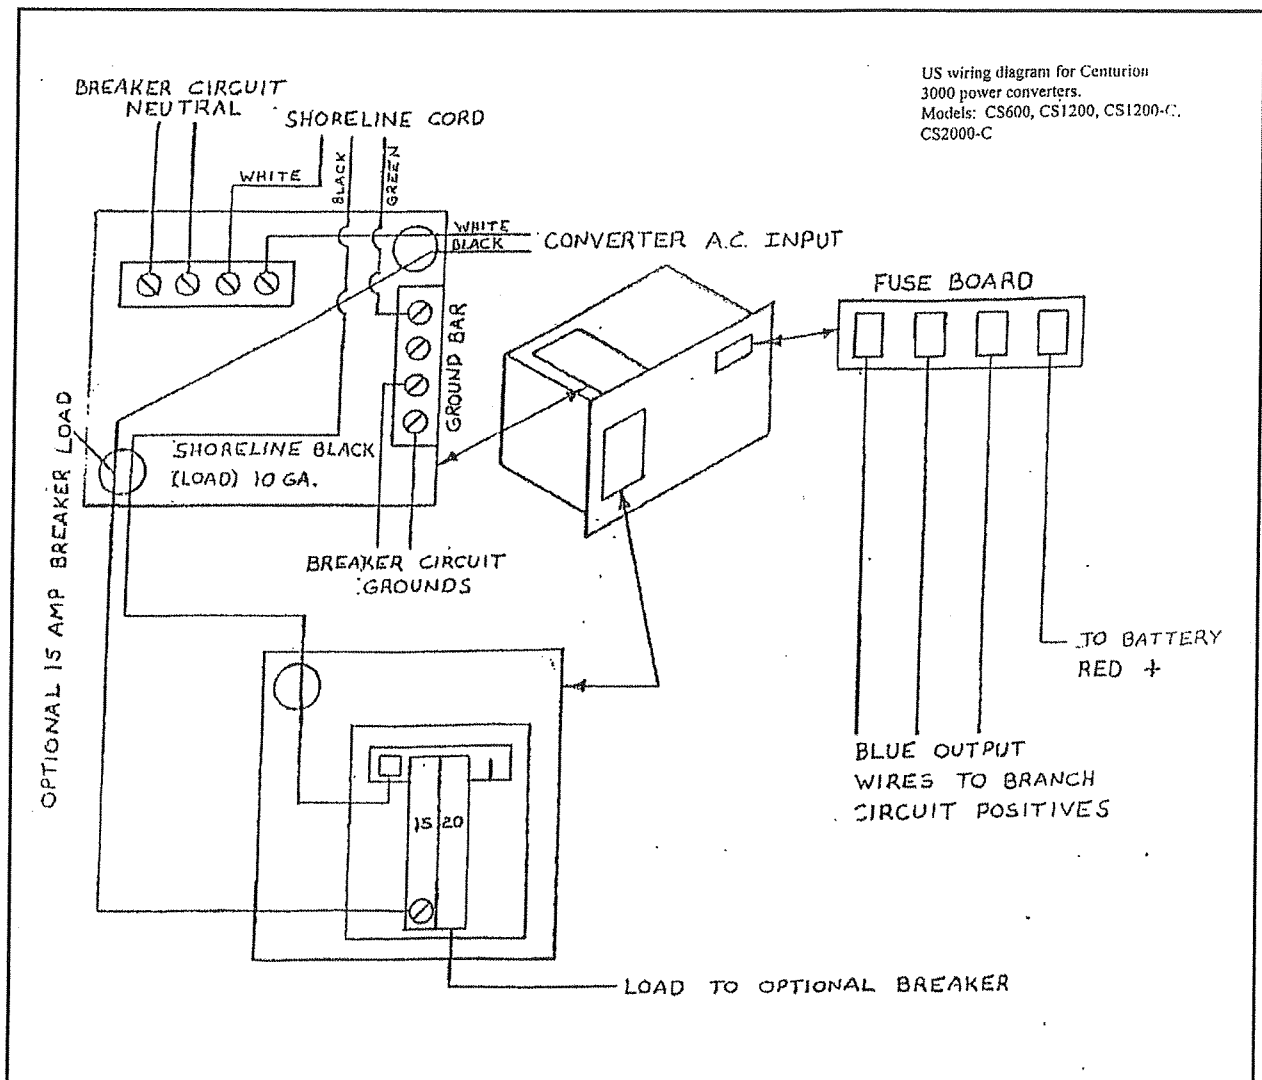 US wiring diagram for Centurion
3000 power converters.
Models: CS600, CS1200, CS1200-C,
CS2000-C
BREAKER CIRCUIT
NEUTRAL
SHORELINE CORD
WHITE
BLACK
GREEN
WHITE
BLACK
CONVERTER A.C. INPUT
FUSE BOARD
GROUND BAR
OPTIONAL 15 AMP BREAKER LOAD
SHORELINE BLACK
(LOAD) 10 GA.
BREAKER CIRCUIT
GROUNDS
TO BATTERY
RED +
BLUE OUTPUT
WIRES TO BRANCH
CIRCUIT POSITIVES
15 20
LOAD TO OPTIONAL BREAKER